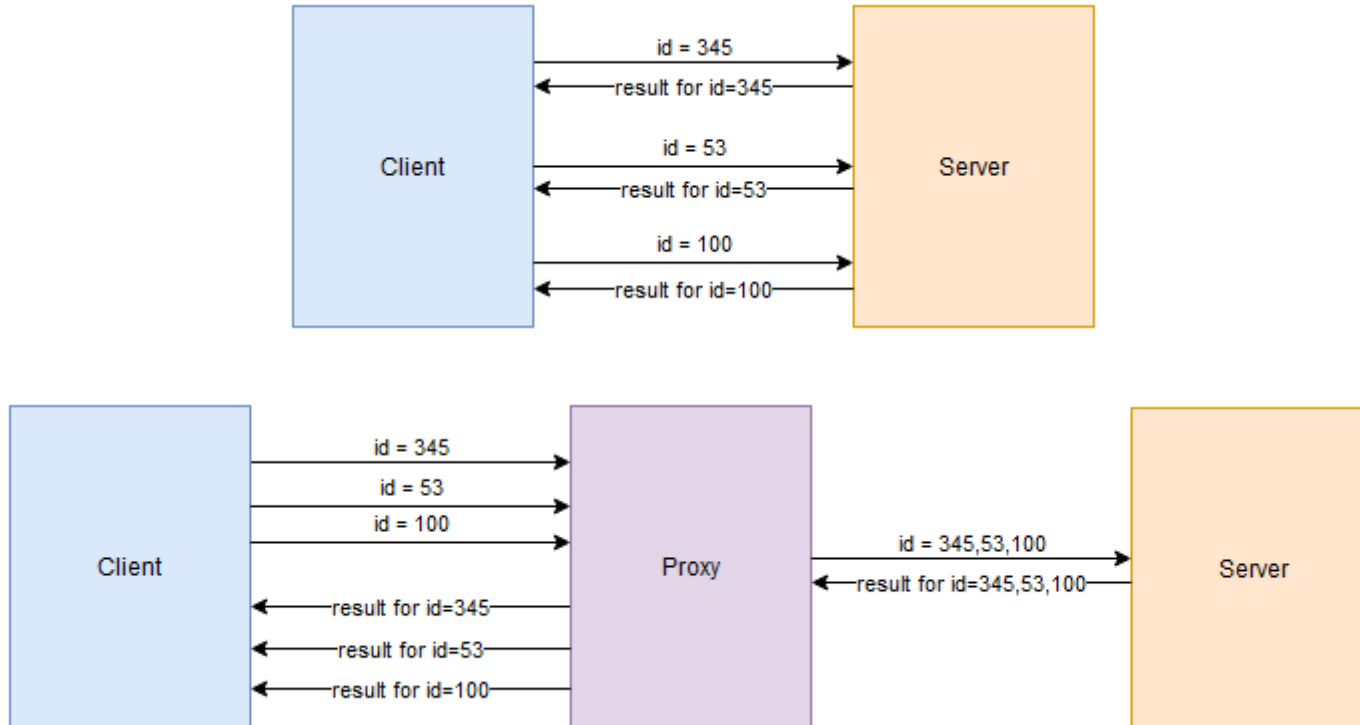 id = 345
result for id=345
Client
id = 53
Server
result for id=53
id = 100
result for id=100
id = 345
id = 53
id = 100
Client
Proxy
id = 345,53,100
result for id=345,53,100
Server
result for id=345
result for id=53
result for id=100